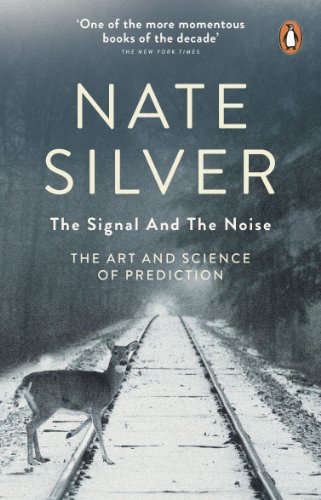 'One of the more momentous
books of the decade'
THE NEW YORK TIMES
NATE
SILVER
The Signal And The Noise
THE ART AND SCIENCE
OF PREDICTION